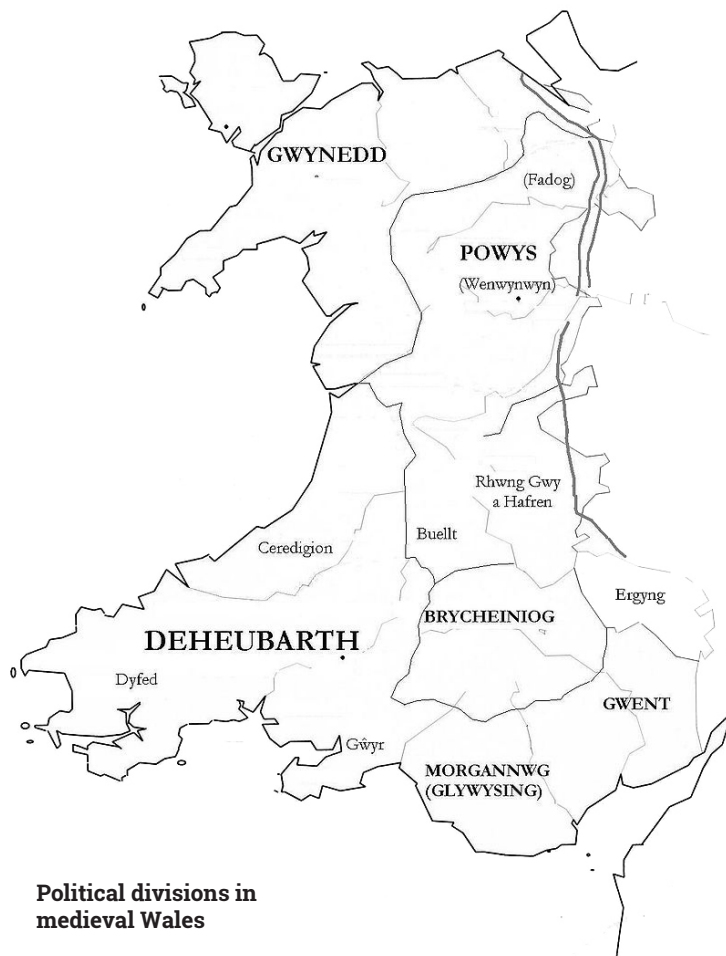 GWYNEDD
(Fadog)
POWYS
(Wenwynwyn)
Rhwng Gwy
a Hafren
Buellt
Ceredigion
Ergyng
BRYCHEINIOG
DEHEUBARTH
Dyfed
GWENT
Gŵyr
MORGANNWG
(GLYWYSING)
Political divisions in
medieval Wales